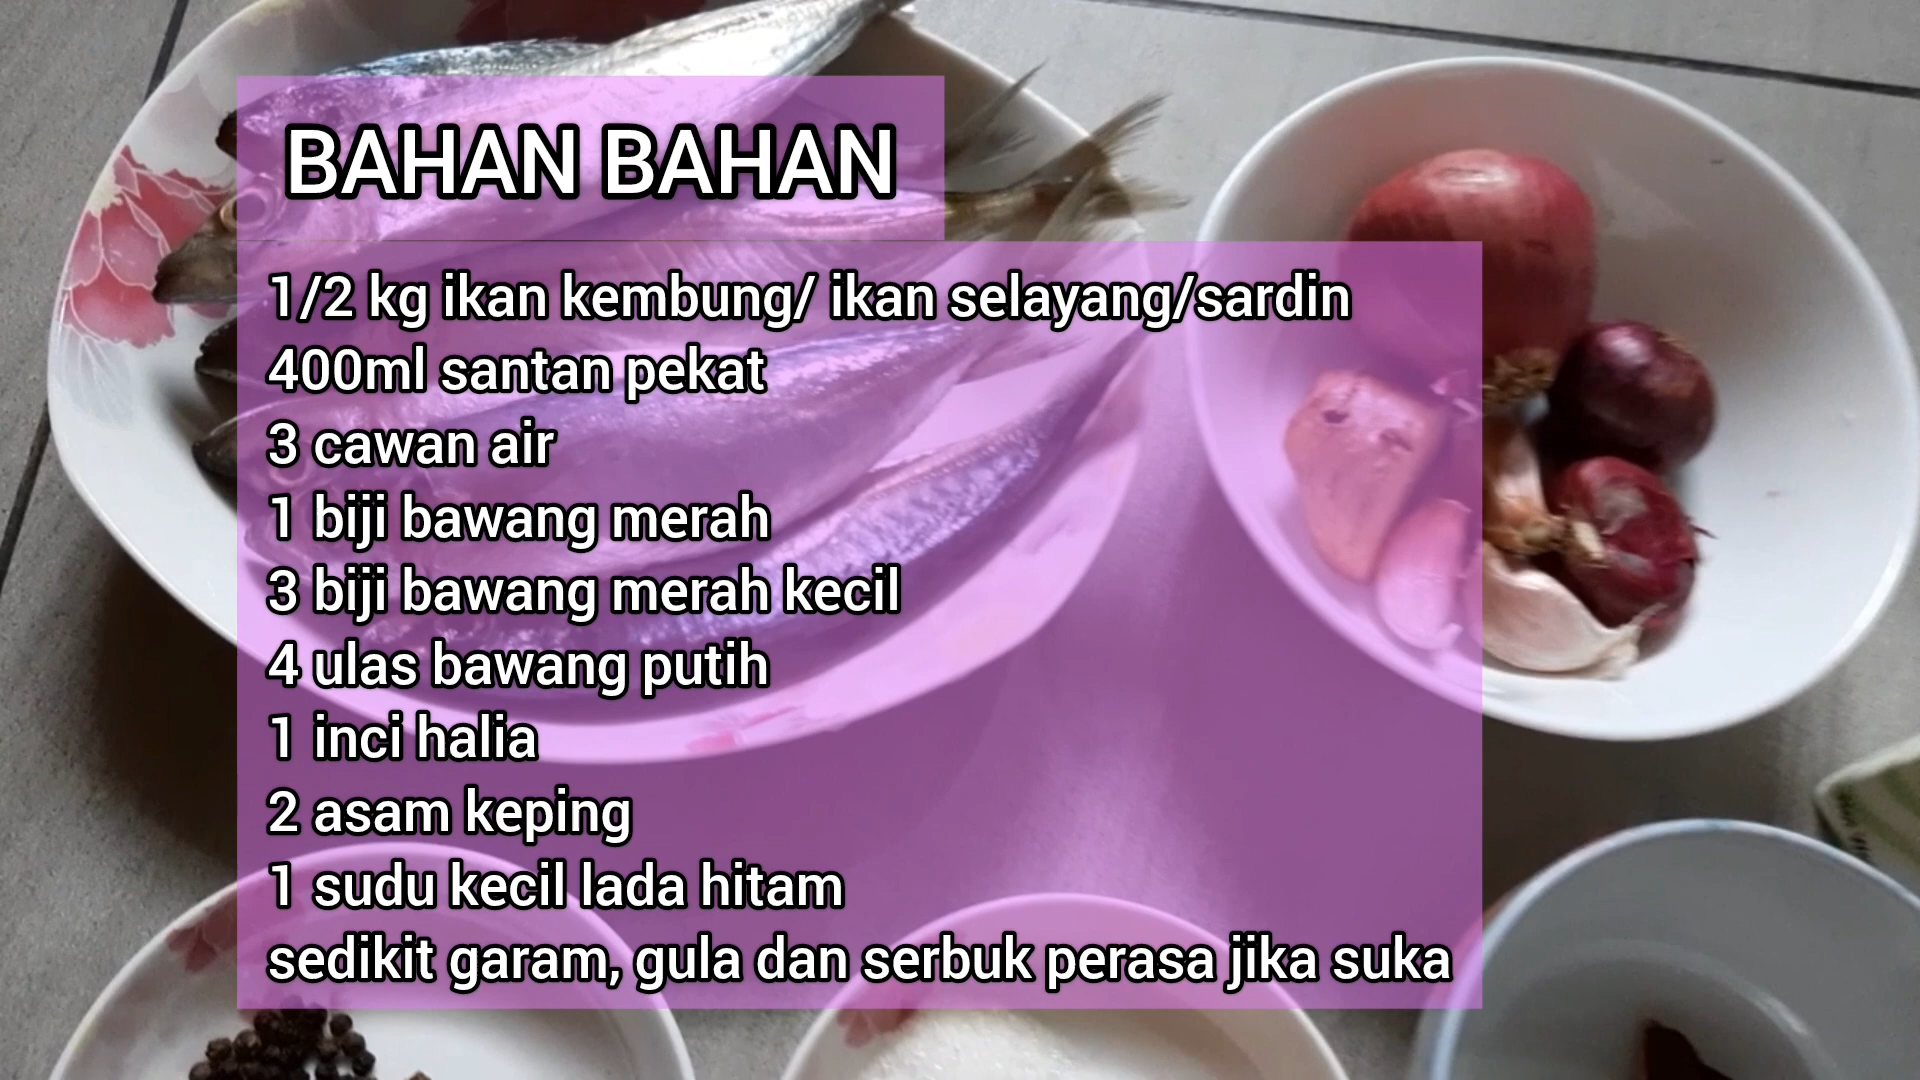 BAHAN BAHAN
1/2 kg ikan kembung/ ikan selayang/sardin
400ml santan pekat
3 cawan air
1 biji bawang merah
3 biji bawang merah kecil
4 ulas bawang putih
1 inci halia
2 asam keping
1 sudu kecil lada hitam
sedikit garam, gula dan serbuk perasa jika suka